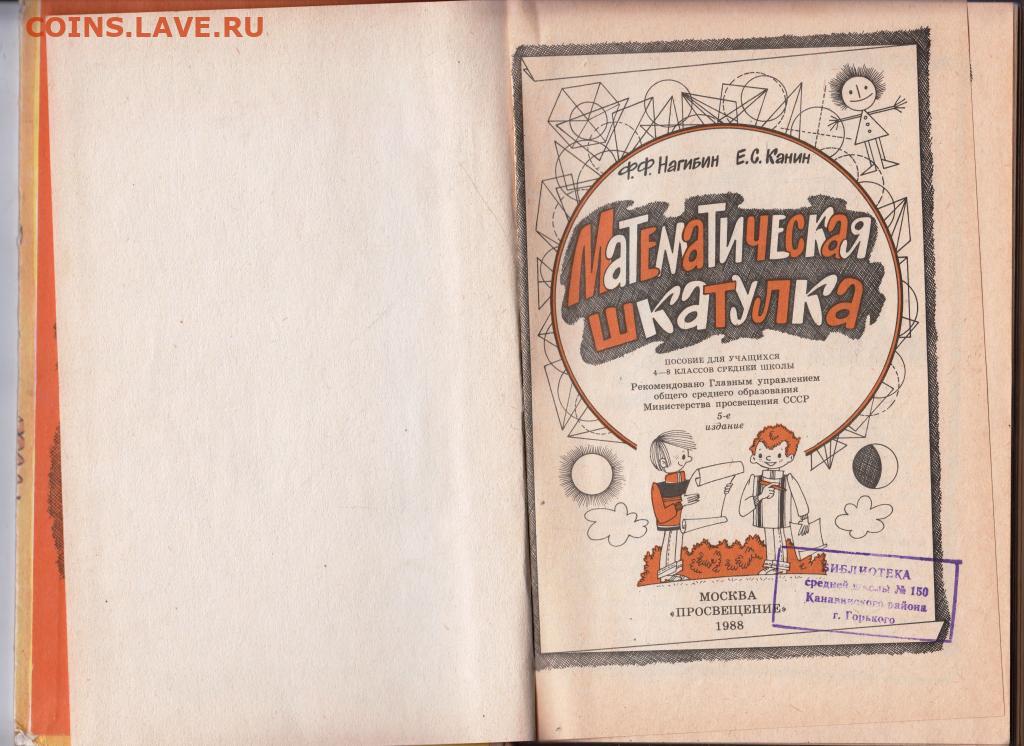 COINS.LAVE.RU
Ф.Ф. Нагибин Е.С. Канин
Математическая
шкатулка
ПОСОБИЕ ДЛЯ УЧАЩИХСЯ
4—8 КЛАССОВ СРЕДНЕЙ ШКОЛЫ
Рекомендовано Главным управлением
общего среднего образования
Министерства просвещения СССР
5-е
издание
МОСКВА
«ПРОСВЕЩЕНИЕ»
1988
БИБЛИОТЕКА
средней школы № 150
Канавинского района
г. Горького